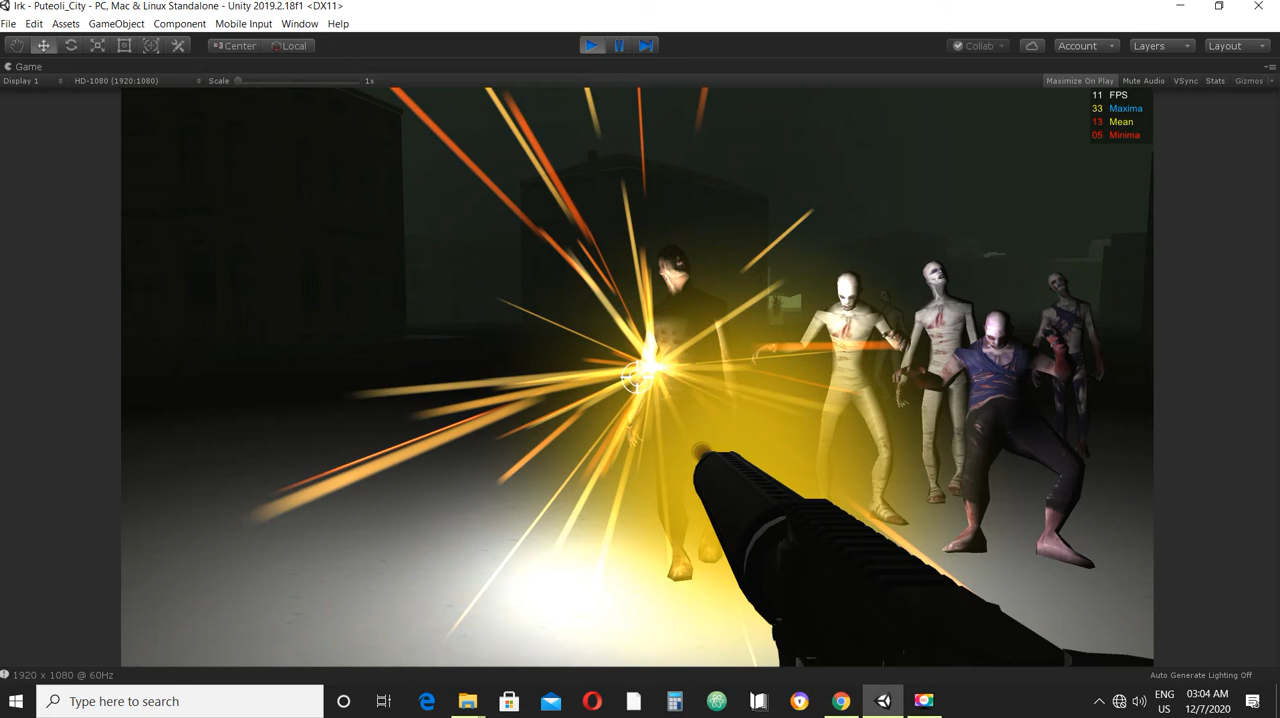 Irk - Puteoli_City - PC, Mac & Linux Standalone - Unity 2019.2.18f1 <DX11>
File Edit Assets GameObject Component Mobile Input Window Help
Center Local Collab Account Layers Layout
Game
Display 1 HD-1080 (1920:1080) Scale 1x Maximize On Play Mute Audio VSync Stats Gizmos
11 FPS
33 Maxima
13 Mean
05 Minima
1920 x 1080 @ 60Hz Auto Generate Lighting Off
Type here to search
ENG 03:04 AM
US 12/7/2020